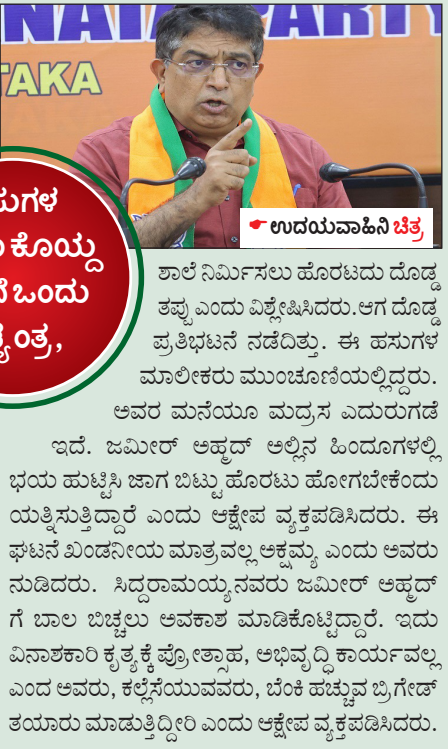 NATA PARTY
TAKA
ಉದಯವಾಹಿನಿ ಚಿತ್ರ
ಕೊಯ್ದ
ಒಂದು
ಶಾಲೆ ನಿರ್ಮಿಸಲು ಹೊರಟದು ದೊಡ್ಡ
ತಪ್ಪು ಎಂದು ವಿಶ್ಲೇಷಿಸಿದರು.ಆಗ ದೊಡ್ಡ
ಪ್ರತಿಭಟನೆ ನಡೆದಿತ್ತು. ಈ ಹಸುಗಳ
ಮಾಲೀಕರು ಮುಂಚೂಣಿಯಲ್ಲಿದ್ದರು.
ಅವರ ಮನೆಯೂ ಮದ್ರಸ ಎದುರುಗಡೆ
ಇದೆ. ಜಮೀರ್ ಅಹ್ಮದ್ ಅಲ್ಲಿನ ಹಿಂದೂಗಳಲ್ಲಿ
ಭಯ ಹುಟ್ಟಿಸಿ ಜಾಗ ಬಿಟ್ಟು ಹೊರಟು ಹೋಗಬೇಕೆಂದು
ಯತ್ನಿಸುತ್ತಿದ್ದಾರೆ ಎಂದು ಆಕ್ಷೇಪ ವ್ಯಕ್ತಪಡಿಸಿದರು. ಈ
ಘಟನೆ ಖಂಡನೀಯ ಮಾತ್ರವಲ್ಲ ಅಕ್ಷಮ್ಯ ಎಂದು ಅವರು
ನುಡಿದರು. ಸಿದ್ದರಾಮಯ್ಯನವರು ಜಮೀರ್ ಅಹ್ಮದ್
ಗೆ ಬಾಲ ಬಿಚ್ಚಲು ಅವಕಾಶ ಮಾಡಿಕೊಟ್ಟಿದ್ದಾರೆ. ಇದು
ವಿನಾಶಕಾರಿ ಕೃತ್ಯಕ್ಕೆ ಪ್ರೋತ್ಸಾಹ, ಅಭಿವೃದ್ಧಿ ಕಾರ್ಯವಲ್ಲ
ಎಂದ ಅವರು, ಕಲ್ಲೆಸೆಯುವವರು, ಬೆಂಕಿ ಹಚ್ಚುವ ಬ್ರಿಗೇಡ್
ತಯಾರು ಮಾಡುತ್ತಿದ್ದೀರಿ ಎಂದು ಆಕ್ಷೇಪ ವ್ಯಕ್ತಪಡಿಸಿದರು.